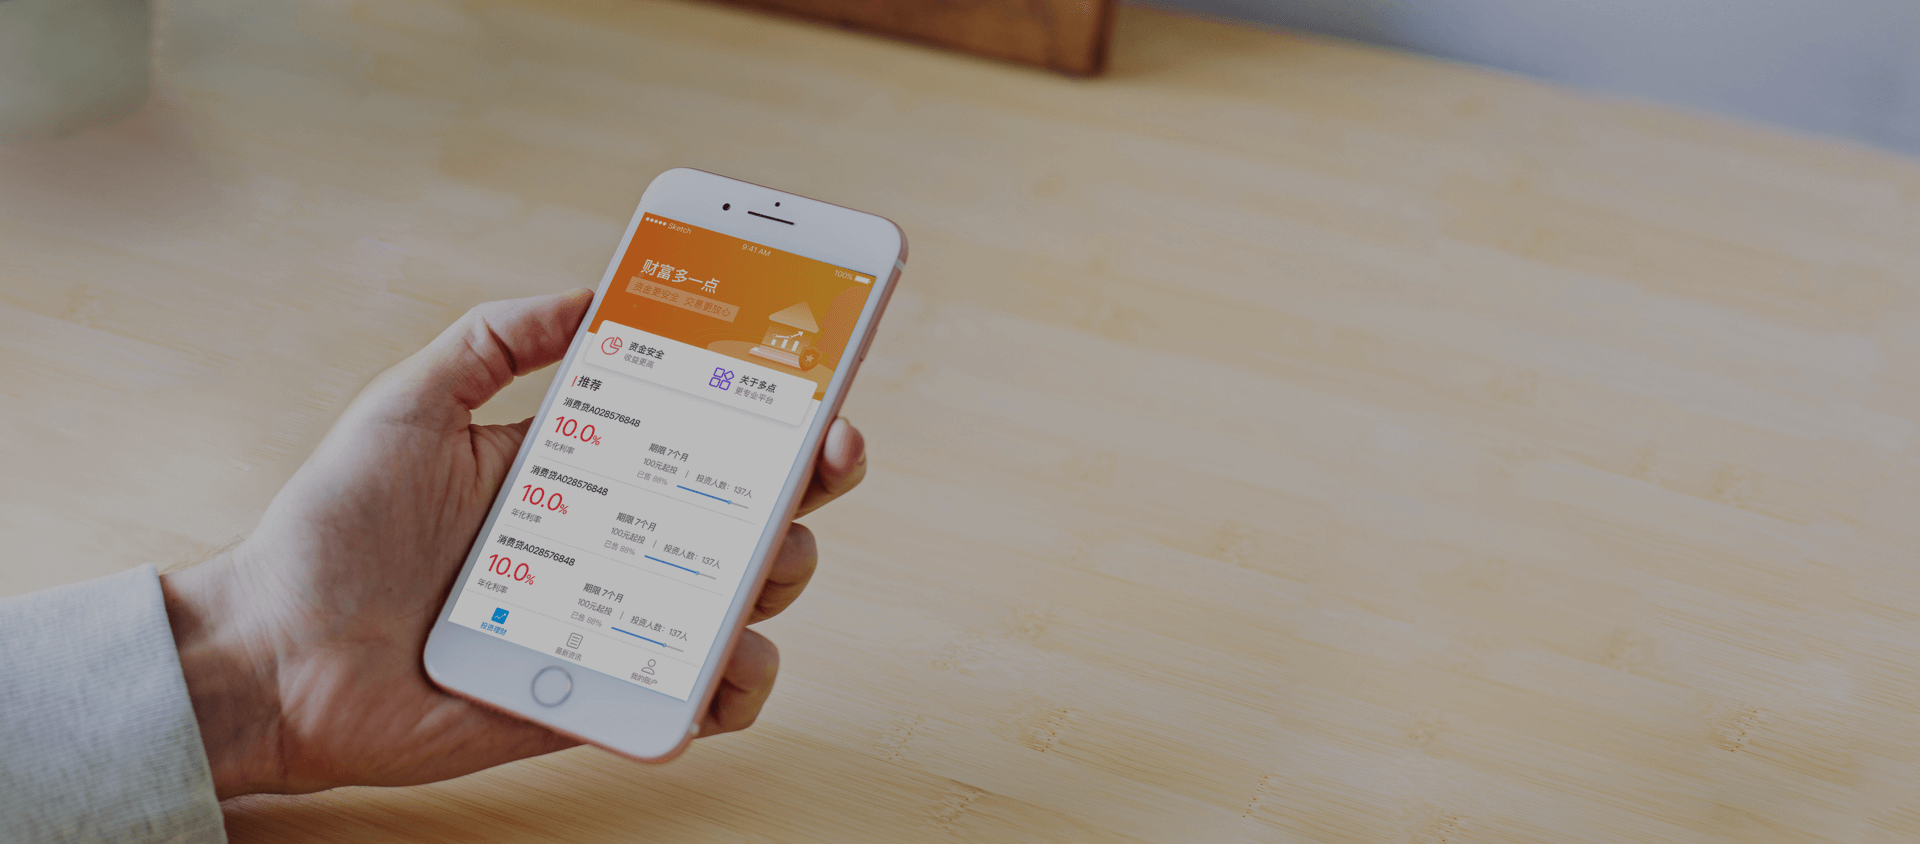 Sketch
9:41 AM
100%
财富多一点
资金更安全 交易更放心
资金安全
收益更高
关于多点
更专业平台
推荐
消费贷A028576848
10.0%
年化利率
期限 7个月
100元起投 | 投资人数：137人
已售 88%
消费贷A028576848
10.0%
年化利率
期限 7个月
100元起投 | 投资人数：137人
已售 88%
消费贷A028576848
10.0%
年化利率
期限 7个月
100元起投 | 投资人数：137人
已售 88%
投资理财
最新资讯
我的账户